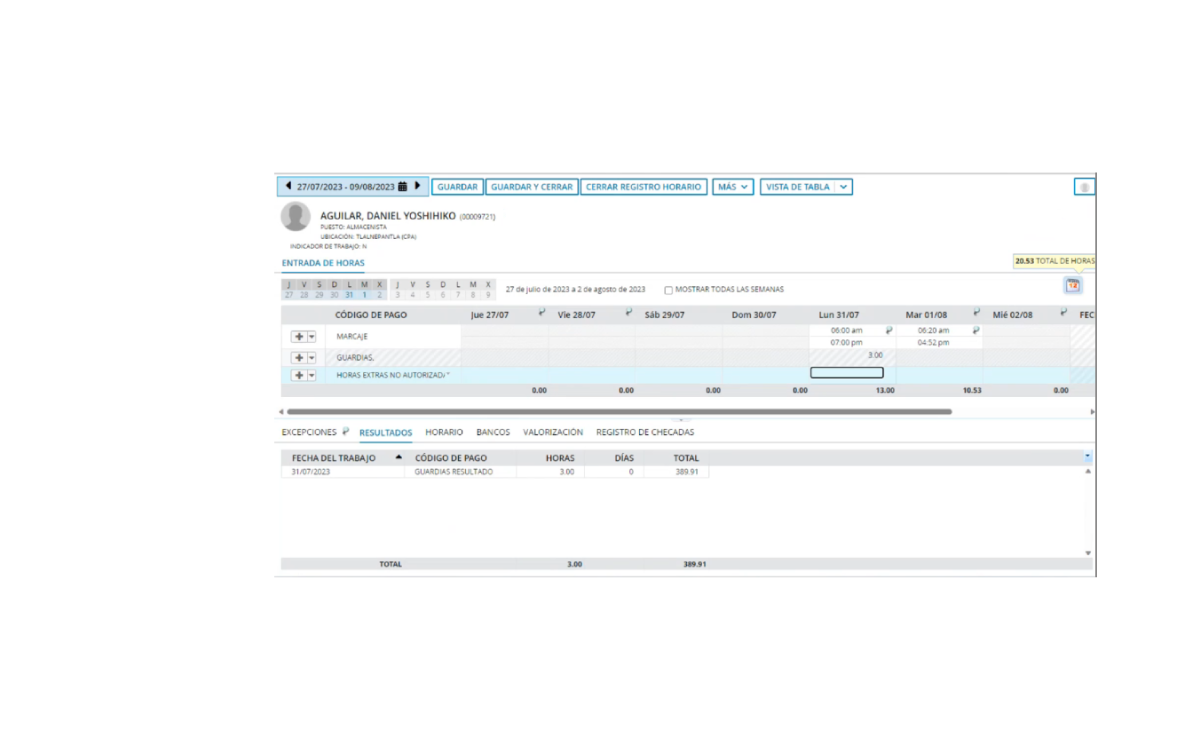 27/07/2023 - 09/08/2023 GUARDAR GUARDAR Y CERRAR CERRAR REGISTRO HORARIO MÁS VISTA DE TABLA
AGUILAR, DANIEL YOSHIHIKO (00009721)
PUESTO: ALMACENISTA
UBICACIÓN: TLALNEPANTLA (CPA)
INDICADOR DE TRABAJO: N
ENTRADA DE HORAS
20.53 TOTAL DE HORAS
J V S D L M X J V S D L M X
27 28 29 30 31 1 2 3 4 5 6 7 8 9
27 de julio de 2023 a 2 de agosto de 2023 MOSTRAR TODAS LAS SEMANAS
CÓDIGO DE PAGO Jue 27/07 Vie 28/07 Sáb 29/07 Dom 30/07 Lun 31/07 Mar 01/08 Mié 02/08 FEC
MARCAJE 06:00 am 06:20 am
07:00 pm 04:52 pm
GUARDIAS. 3.00
HORAS EXTRAS NO AUTORIZAD/*
0.00 0.00 0.00 0.00 13.00 10.53 0.00
EXCEPCIONES RESULTADOS HORARIO BANCOS VALORIZACIÓN REGISTRO DE CHECADAS
FECHA DEL TRABAJO CÓDIGO DE PAGO HORAS DÍAS TOTAL
31/07/2023 GUARDIAS RESULTADO 3.00 0 389.91
TOTAL 3.00 389.91